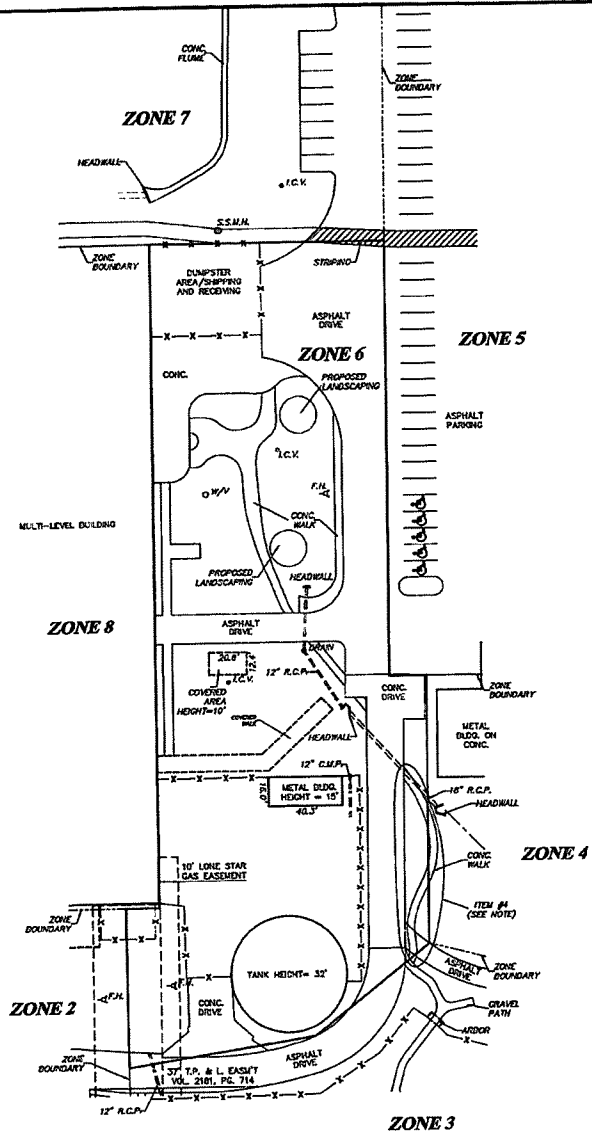 CONC.
FLUME
ZONE
BOUNDARY
ZONE 7
HEADWALL
I.C.V.
S.S.M.H.
ZONE
BOUNDARY
STRIPING
DUMPSTER
AREA/SHIPPING
AND RECEIVING
ASPHALT
DRIVE
ZONE 5
ZONE 6
CONC.
PROPOSED
LANDSCAPING
ASPHALT
PARKING
I.C.V.
F.H.
W/V
CONC.
WALK
MULTI-LEVEL BUILDING
PROPOSED
LANDSCAPING
HEADWALL
ZONE 8
ASPHALT
DRIVE
DRAIN
20.8'
12.4'
12" R.C.P.
I.C.V.
COVERED
AREA
HEIGHT=10'
CONC.
DRIVE
ZONE
BOUNDARY
COVERED
WALK
HEADWALL
METAL
BLDG. ON
CONC.
12" C.M.P.
METAL BLDG.
HEIGHT = 15'
16.0'
40.3'
18" R.C.P.
HEADWALL
CONC.
WALK
ZONE 4
10' LONE STAR
GAS EASEMENT
ITEM #4
(SEE NOTE)
ZONE
BOUNDARY
TANK HEIGHT= 32'
ASPHALT
DRIVE
ZONE
BOUNDARY
F.H.
F.H.
CONC.
DRIVE
GRAVEL
PATH
ZONE 2
ARBOR
ZONE
BOUNDARY
ASPHALT
DRIVE
37' T.P. & L. EASM'T
VOL. 2181, PG. 714
12" R.C.P.
ZONE 3